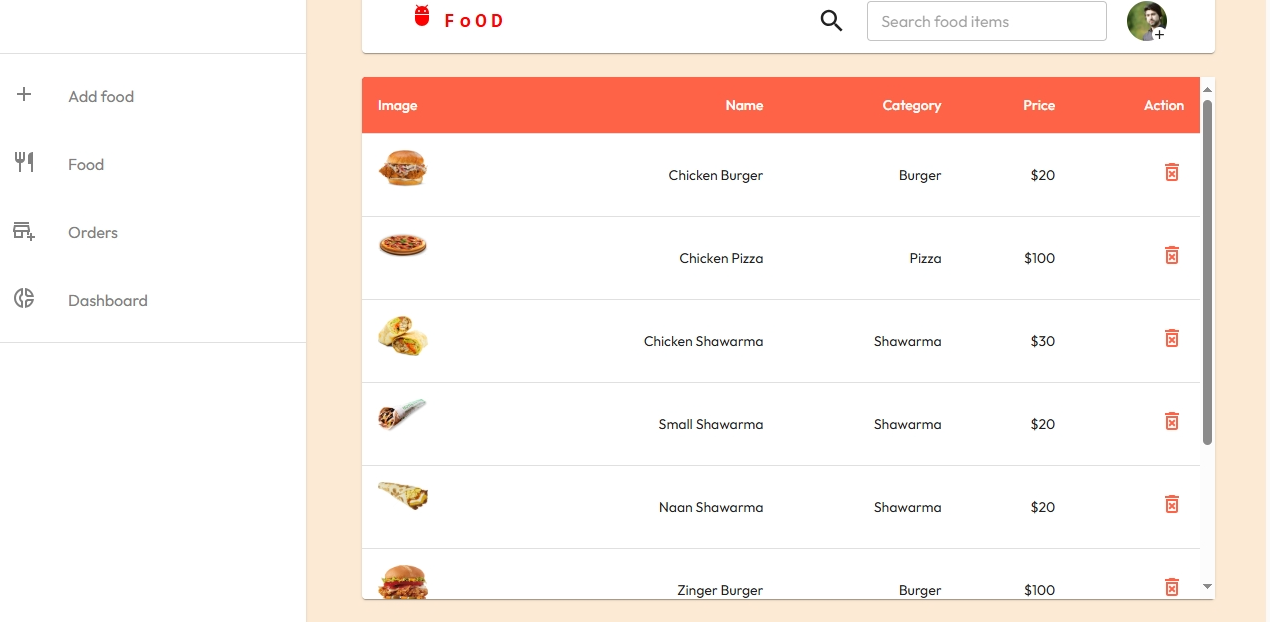 F o O D
Search food items
Add food
Food
Orders
Dashboard
Image Name Category Price Action
Chicken Burger Burger $20
Chicken Pizza Pizza $100
Chicken Shawarma Shawarma $30
Small Shawarma Shawarma $20
Naan Shawarma Shawarma $20
Zinger Burger Burger $100